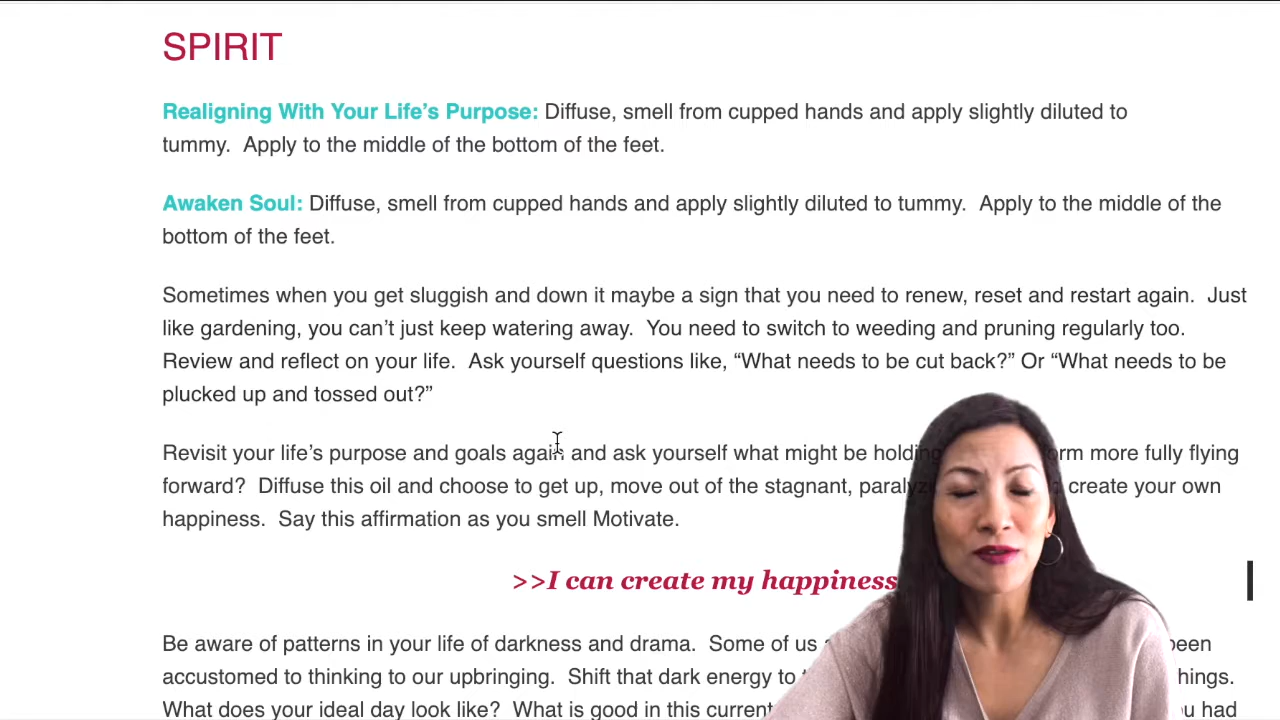 SPIRIT
Realigning With Your Life's Purpose: Diffuse, smell from cupped hands and apply slightly diluted to
tummy.  Apply to the middle of the bottom of the feet.
Awaken Soul: Diffuse, smell from cupped hands and apply slightly diluted to tummy.  Apply to the middle of the
bottom of the feet.
Sometimes when you get sluggish and down it maybe a sign that you need to renew, reset and restart again.  Just
like gardening, you can't just keep watering away.  You need to switch to weeding and pruning regularly too.
Review and reflect on your life.  Ask yourself questions like, “What needs to be cut back?” Or “What needs to be
plucked up and tossed out?”
Revisit your life's purpose and goals again and ask yourself what might be more fully flying
forward?  Diffuse this oil and choose to get up, move out of the stagnant, create your own
happiness.  Say this affirmation as you smell Motivate.
>>I can create my happiness
Be aware of patterns in your life of darkness and drama.  Some of us been
accustomed to thinking to our upbringing.  Shift that dark energy to
What does your ideal day look like?  What is good in this current had